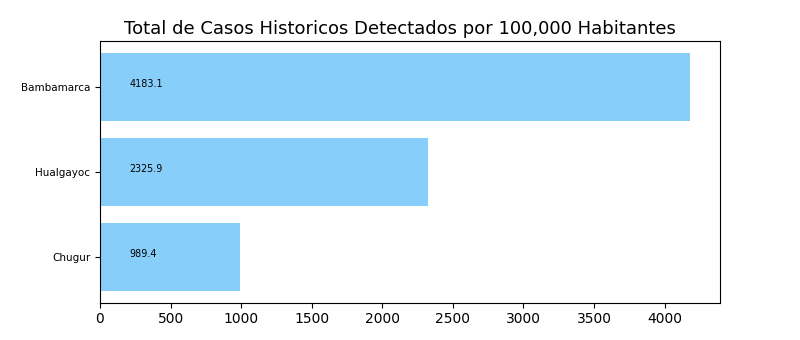 Total de Casos Historicos Detectados por 100,000 Habitantes
Bambamarca 4183.1
Hualgayoc 2325.9
Chugur 989.4
0 500 1000 1500 2000 2500 3000 3500 4000